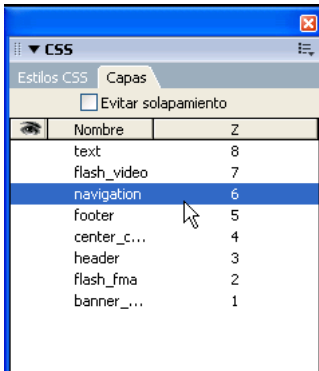 CSS
Estilos CSS Capas
Evitar solapamiento
Nombre Z
text 8
flash_video 7
navigation 6
footer 5
center_c... 4
header 3
flash_fma 2
banner_... 1